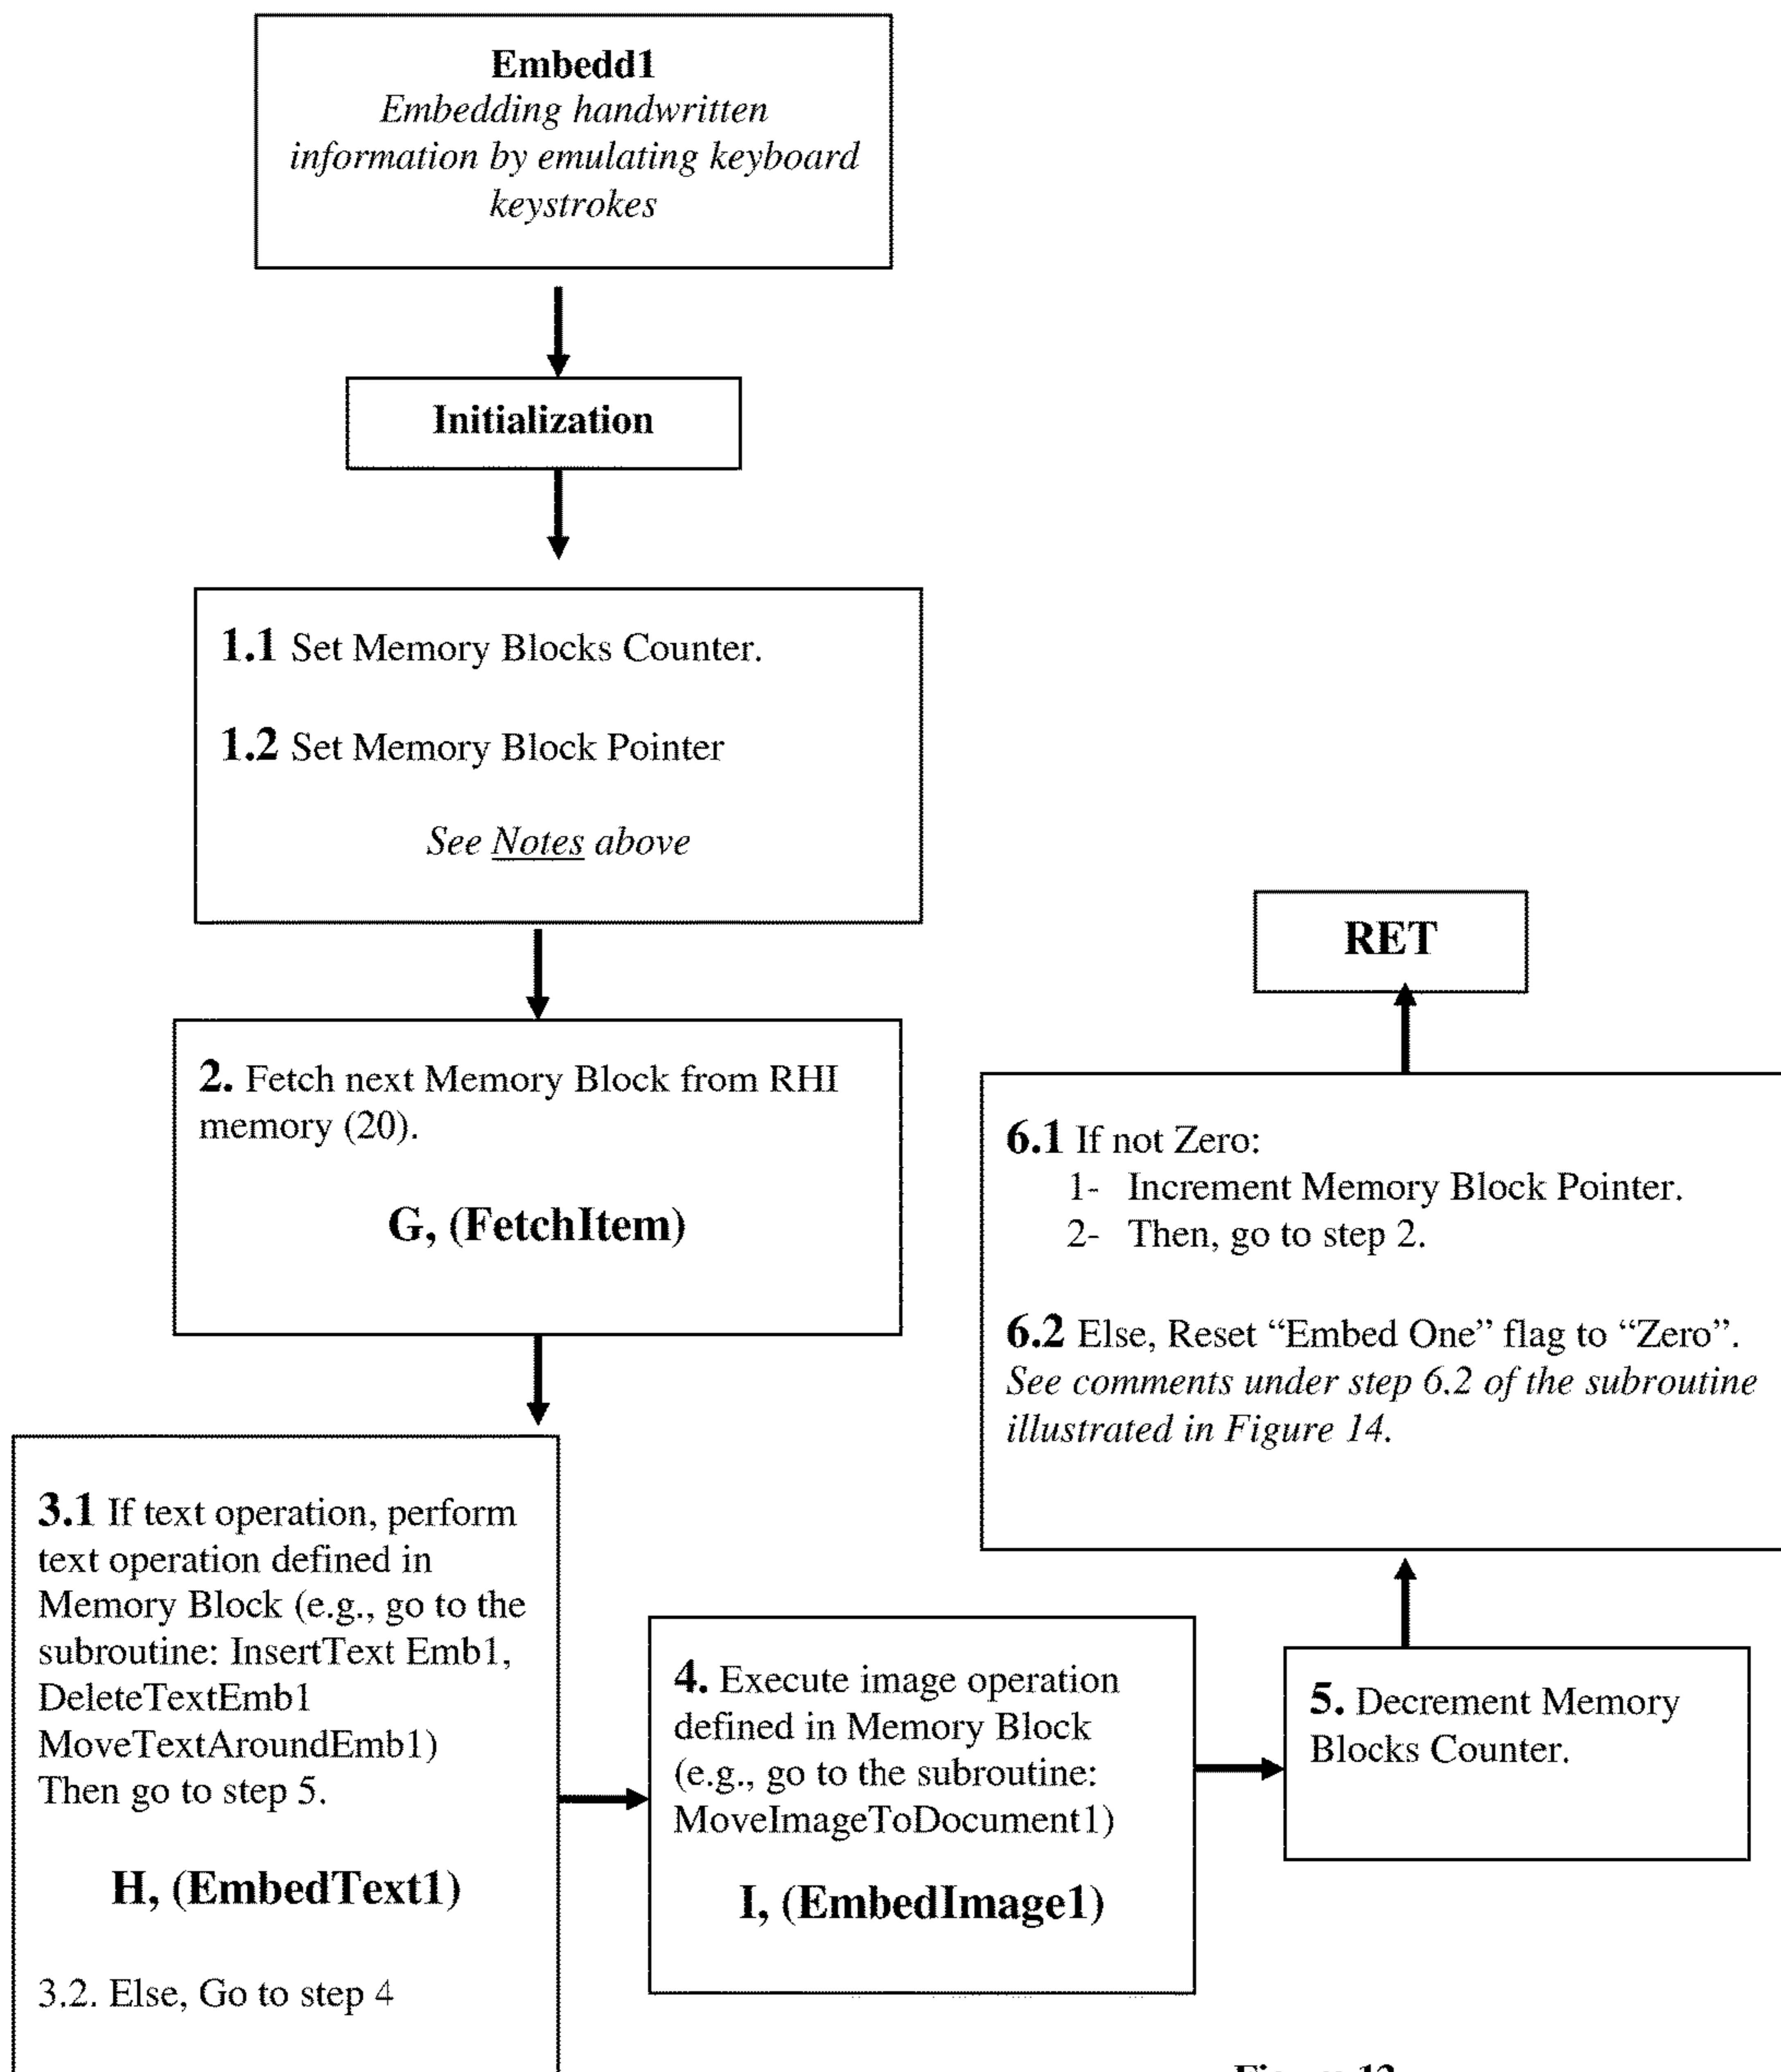 Embedd1
Embedding handwritten
information by emulating keyboard
keystrokes
Initialization
1.1 Set Memory Blocks Counter.
1.2 Set Memory Block Pointer
See Notes above
2. Fetch next Memory Block from RHI
memory (20).
G, (FetchItem)
3.1 If text operation, perform
text operation defined in
Memory Block (e.g., go to the
subroutine: InsertText Emb1,
DeleteTextEmb1
MoveTextAroundEmb1)
Then go to step 5.
H, (EmbedText1)
3.2. Else, Go to step 4
4. Execute image operation
defined in Memory Block
(e.g., go to the subroutine:
MoveImageToDocument1)
I, (EmbedImage1)
5. Decrement Memory
Blocks Counter.
6.1 If not Zero:
1- Increment Memory Block Pointer.
2- Then, go to step 2.
6.2 Else, Reset “Embed One” flag to “Zero”.
See comments under step 6.2 of the subroutine
illustrated in Figure 14.
RET